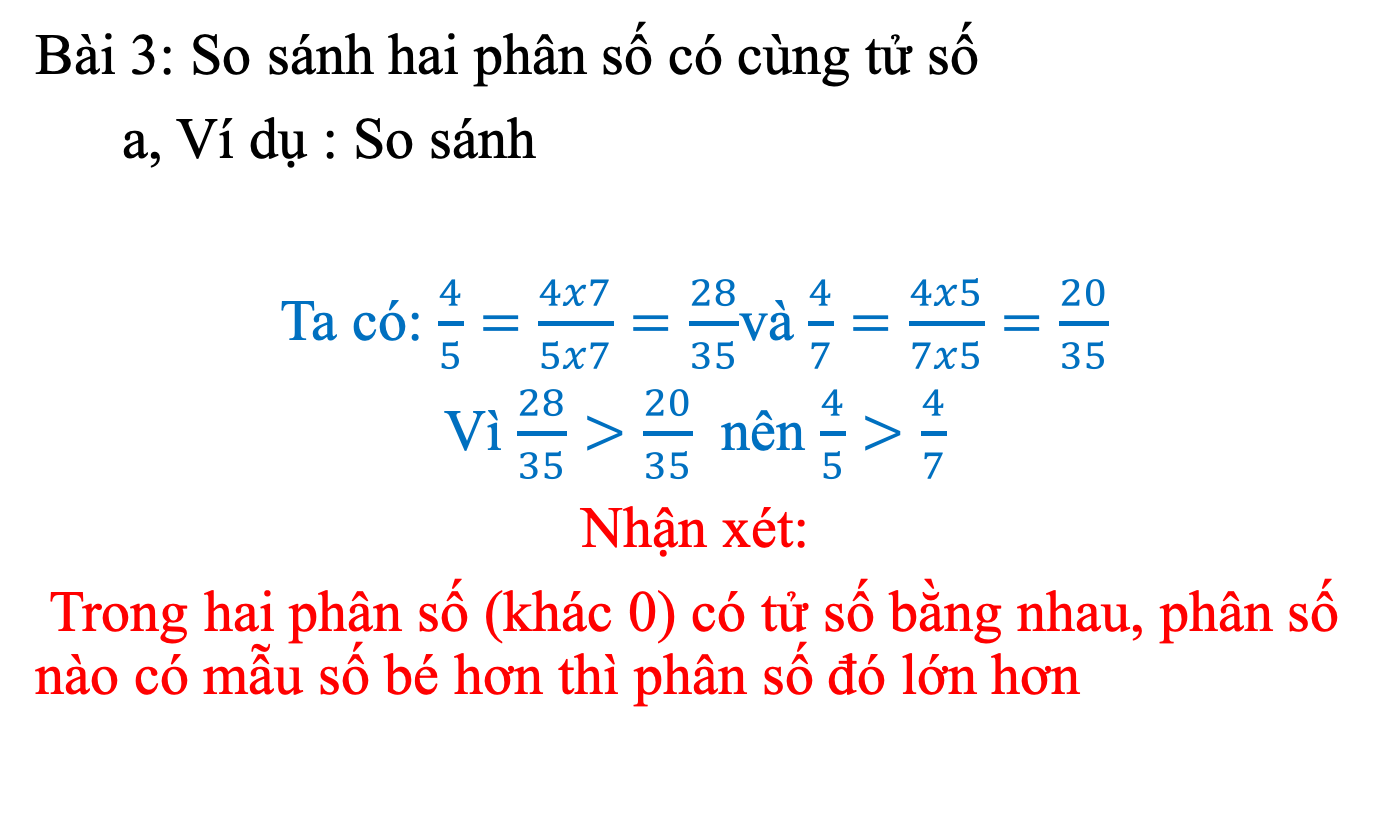 Bài 3: So sánh hai phân số có cùng tử số
a, Ví dụ : So sánh
Ta có: 4/5 = 4x7/5x7 = 28/35 và 4/7 = 4x5/7x5 = 20/35
Vì 28/35 > 20/35 nên 4/5 > 4/7
Nhận xét:
Trong hai phân số (khác 0) có tử số bằng nhau, phân số
nào có mẫu số bé hơn thì phân số đó lớn hơn